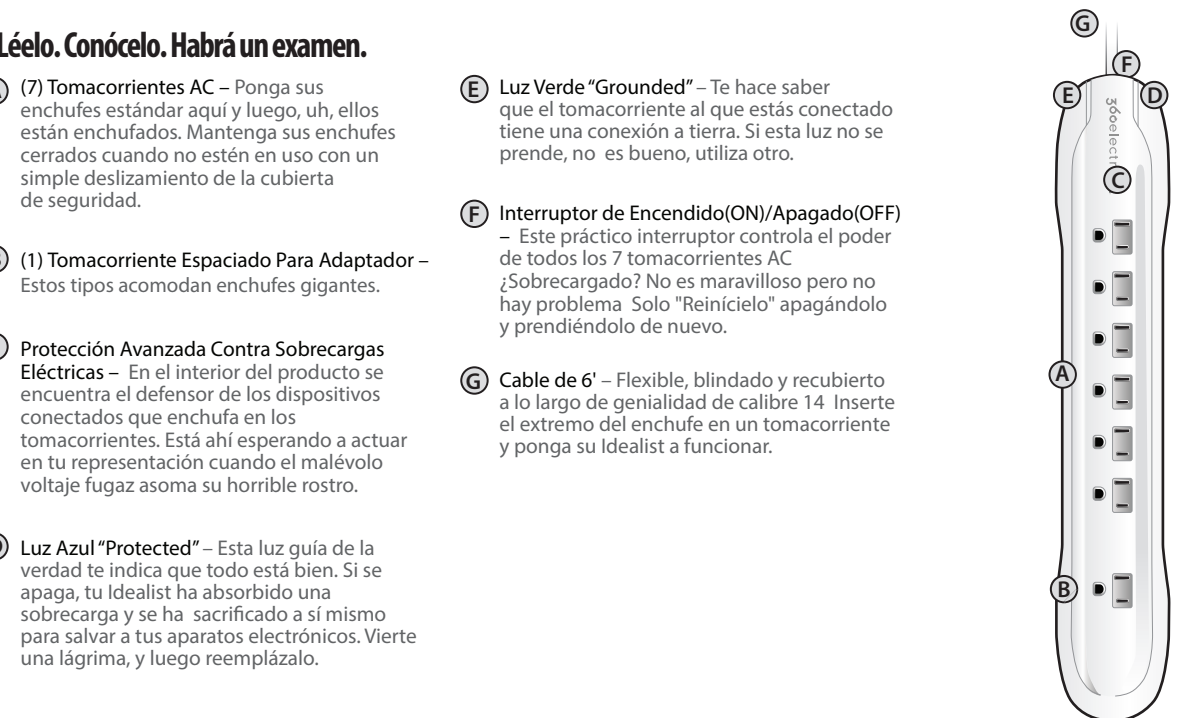 Léelo. Conócelo. Habrá un examen.
(7) Tomacorrientes AC – Ponga sus
enchufes estándar aquí y luego, uh, ellos
están enchufados. Mantenga sus enchufes
cerrados cuando no estén en uso con un
simple deslizamiento de la cubierta
de seguridad.
(1) Tomacorriente Espaciado Para Adaptador –
Estos tipos acomodan enchufes gigantes.
Protección Avanzada Contra Sobrecargas
Eléctricas – En el interior del producto se
encuentra el defensor de los dispositivos
conectados que enchufa en los
tomacorrientes. Está ahí esperando a actuar
en tu representación cuando el malévolo
voltaje fugaz asoma su horrible rostro.
Luz Azul “Protected” – Esta luz guía de la
verdad te indica que todo está bien. Si se
apaga, tu Idealist ha absorbido una
sobrecarga y se ha sacrificado a sí mismo
para salvar a tus aparatos electrónicos. Vierte
una lágrima, y luego reemplázalo.
E Luz Verde “Grounded” – Te hace saber
que el tomacorriente al que estás conectado
tiene una conexión a tierra. Si esta luz no se
prende, no es bueno, utiliza otro.
F Interruptor de Encendido(ON)/Apagado(OFF)
– Este práctico interruptor controla el poder
de todos los 7 tomacorrientes AC
¿Sobrecargado? No es maravilloso pero no
hay problema Solo "Reinícielo" apagándolo
y prendiéndolo de nuevo.
G Cable de 6' – Flexible, blindado y recubierto
a lo largo de genialidad de calibre 14 Inserte
el extremo del enchufe en un tomacorriente
y ponga su Idealist a funcionar.
G
F
E
D
360electr
C
A
B